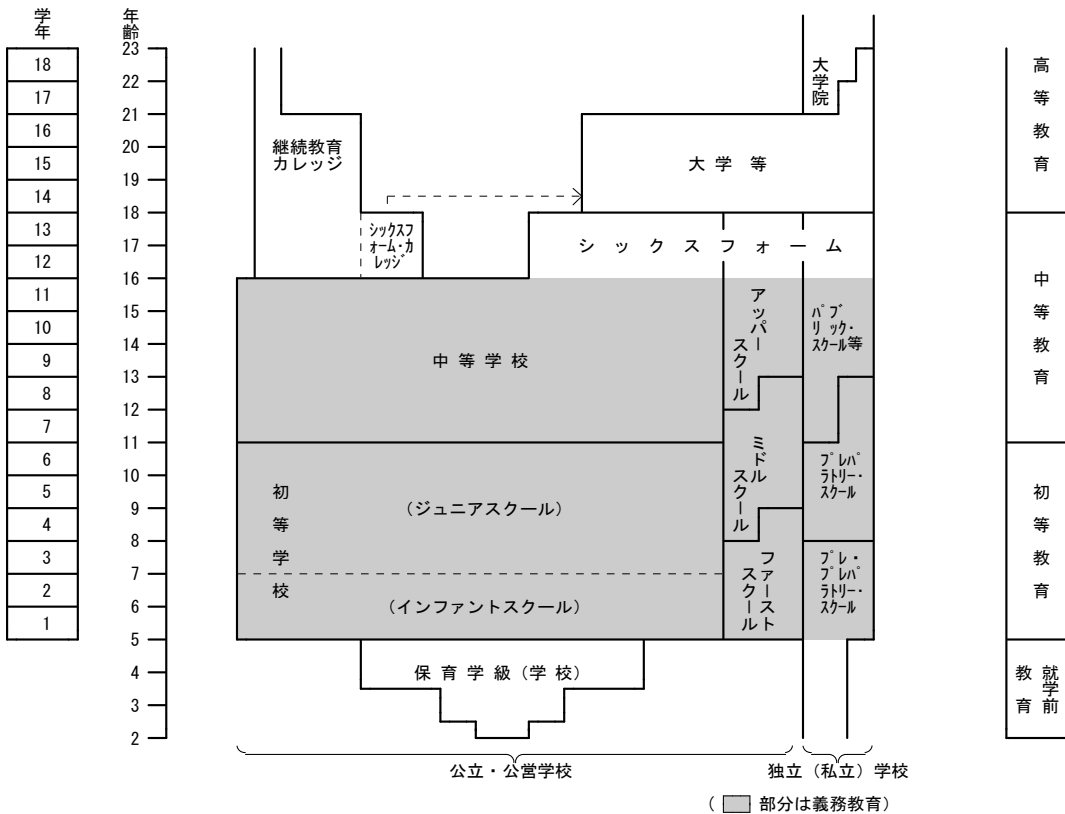 学年
年齢
23
18
22
17
21
16
20
15
19
14
18
13
17
12
16
11
15
10
14
9
13
8
12
7
11
6
10
5
9
4
8
3
7
2
6
1
5
4
3
2
大学院
継続教育
カレッジ
大学等
シックスフ
ォーム・カ
レッジ
シックスフォーム
中等学校
アッパー
スクール
パブ
リック・
スクール等
ミドル
スクール
プレパ
ラトリー・
スクール
初等学校
(ジュニアスクール)
(インファントスクール)
ファースト
スクール
プレ・
プレパ
ラトリー・
スクール
保育学級(学校)
高等教育
中等教育
初等教育
就学前
教育
公立・公営学校
独立(私立)学校
( 部分は義務教育)